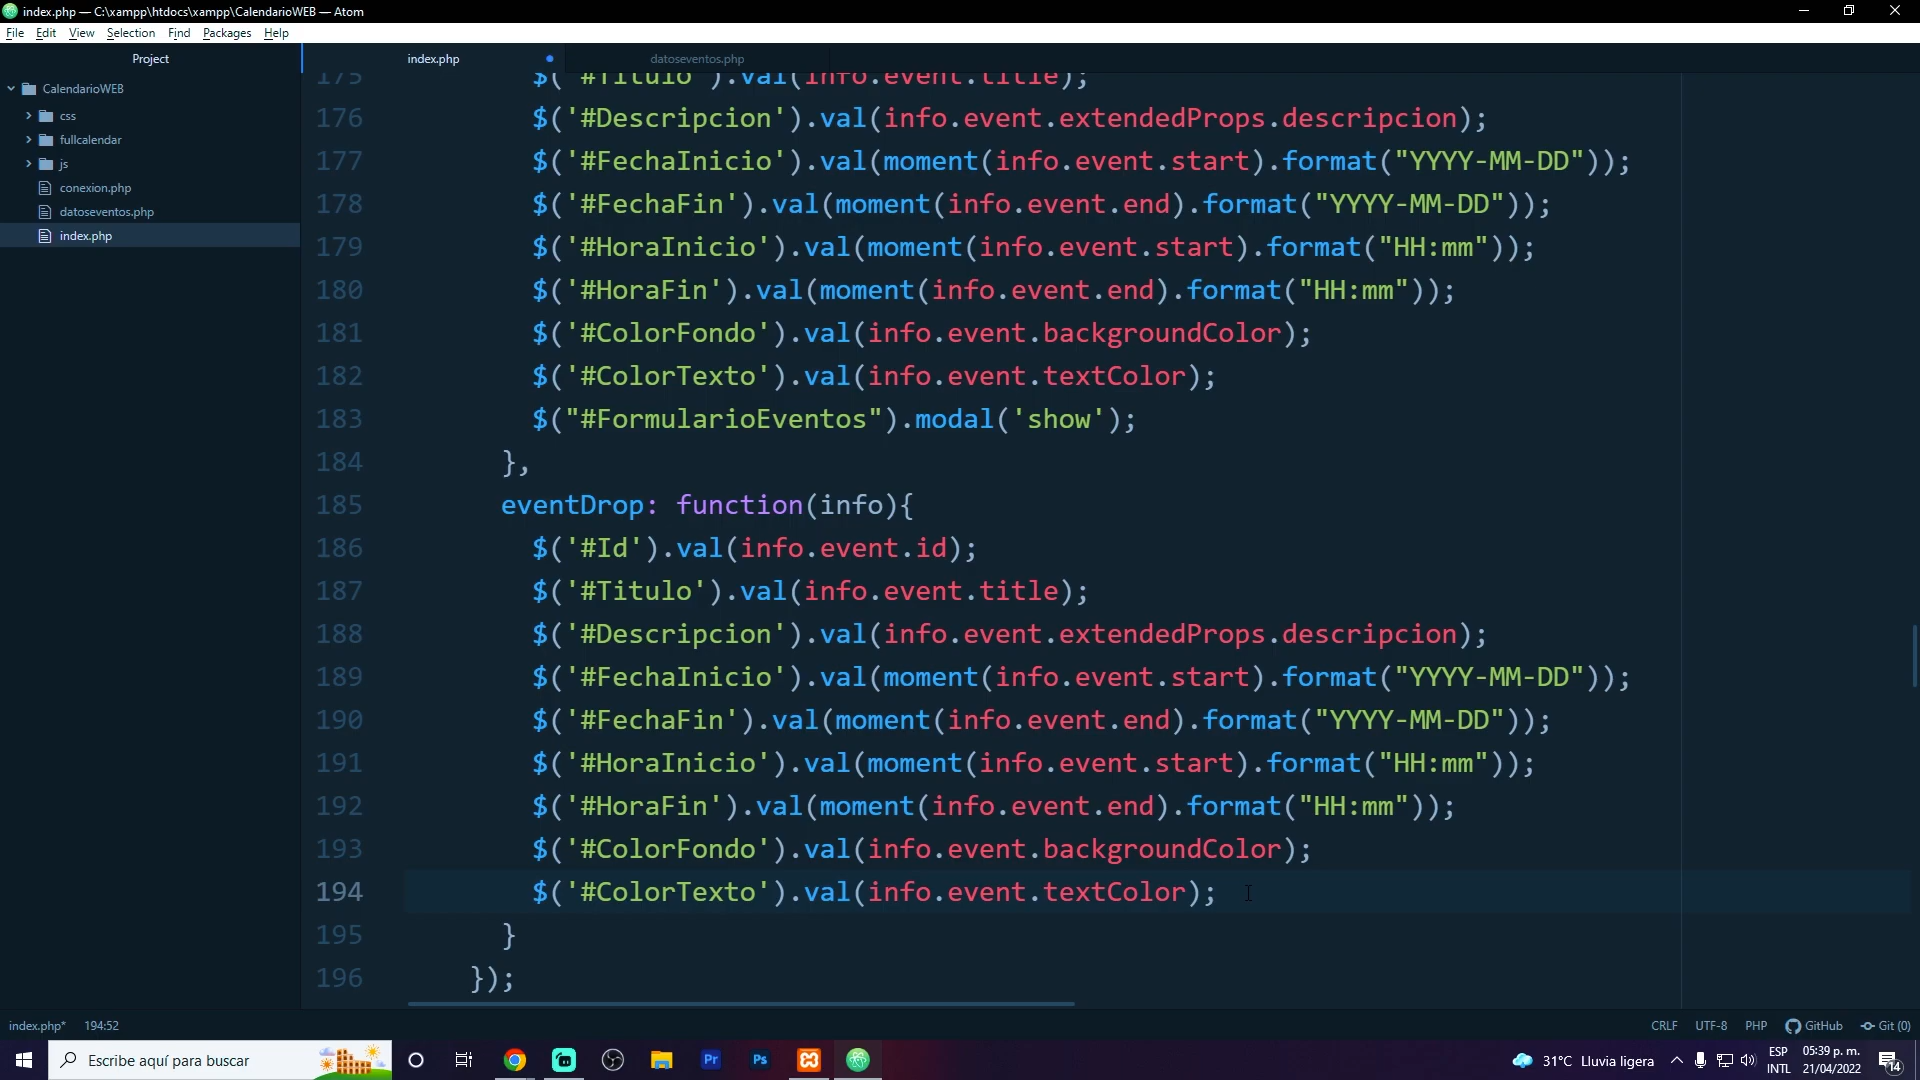 index.php — C:\xampp\htdocs\xampp\CalendarioWEB — Atom
File Edit View Selection Find Packages Help
Project
index.php
datoseventos.php
CalendarioWEB
css
fullcalendar
js
conexion.php
datoseventos.php
index.php
175 $('#Titulo').val(info.event.title);
176 $('#Descripcion').val(info.event.extendedProps.descripcion);
177 $('#FechaInicio').val(moment(info.event.start).format("YYYY-MM-DD"));
178 $('#FechaFin').val(moment(info.event.end).format("YYYY-MM-DD"));
179 $('#HoraInicio').val(moment(info.event.start).format("HH:mm"));
180 $('#HoraFin').val(moment(info.event.end).format("HH:mm"));
181 $('#ColorFondo').val(info.event.backgroundColor);
182 $('#ColorTexto').val(info.event.textColor);
183 $("#FormularioEventos").modal('show');
184 },
185 eventDrop: function(info){
186 $('#Id').val(info.event.id);
187 $('#Titulo').val(info.event.title);
188 $('#Descripcion').val(info.event.extendedProps.descripcion);
189 $('#FechaInicio').val(moment(info.event.start).format("YYYY-MM-DD"));
190 $('#FechaFin').val(moment(info.event.end).format("YYYY-MM-DD"));
191 $('#HoraInicio').val(moment(info.event.start).format("HH:mm"));
192 $('#HoraFin').val(moment(info.event.end).format("HH:mm"));
193 $('#ColorFondo').val(info.event.backgroundColor);
194 $('#ColorTexto').val(info.event.textColor);
195 }
196 });
index.php* 194:52
CRLF UTF-8 PHP GitHub Git (0)
Escribe aquí para buscar
Pr
Ps
31°C Lluvia ligera
ESP
INTL
05:39 p. m.
21/04/2022
14